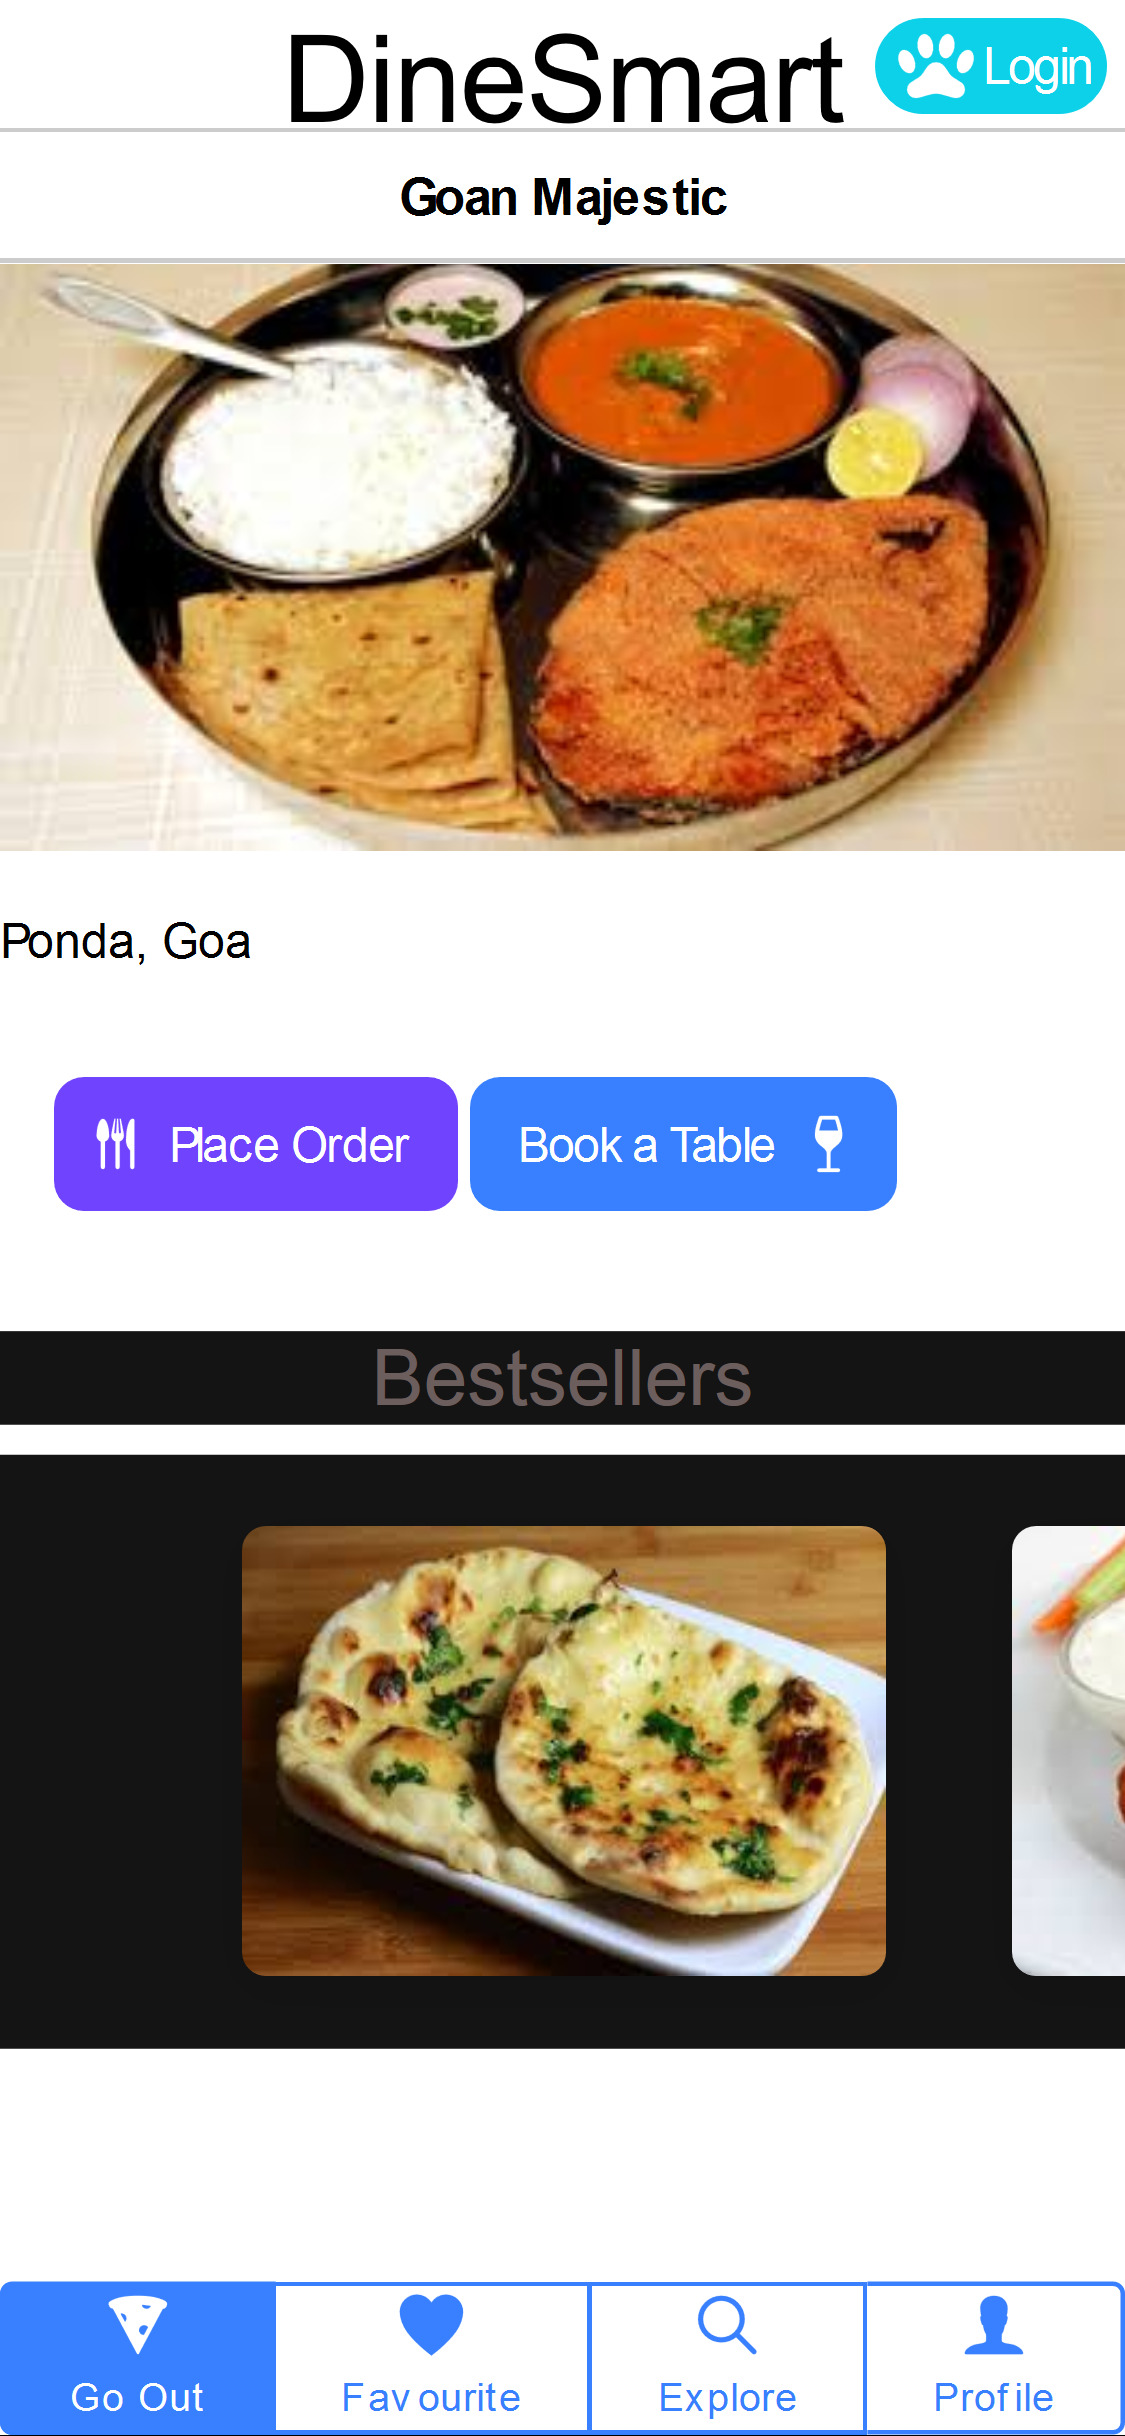 DineSmart
Login
Goan Majestic
Ponda, Goa
Place Order
Book a Table
Bestsellers
Go Out
Favourite
Explore
Profile